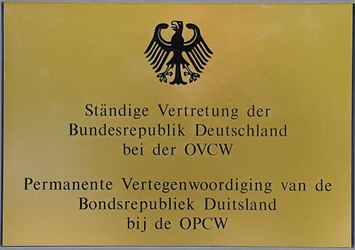 Ständige Vertretung der
Bundesrepublik Deutschland
bei der OVCW
Permanente Vertegenwoordiging van de
Bondsrepubliek Duitsland
bij de OPCW